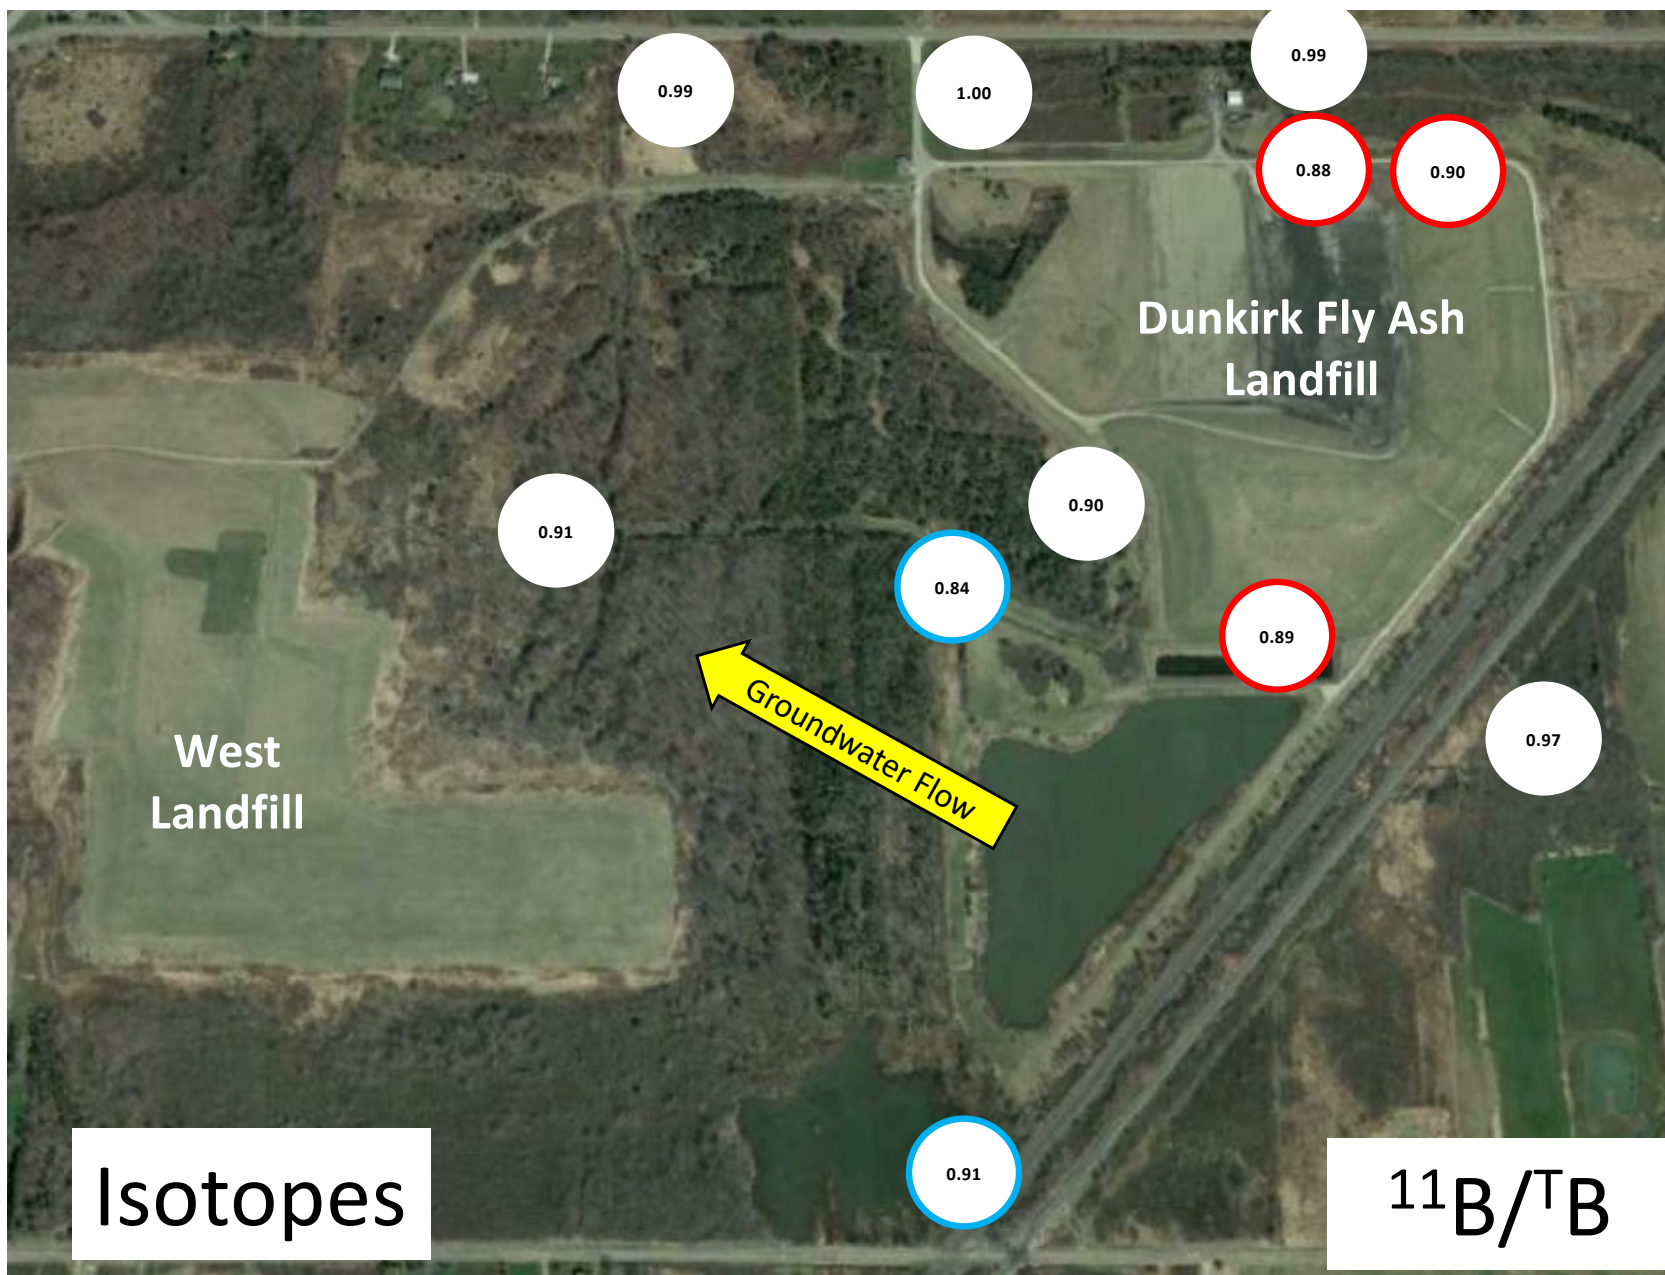 0.99
0.99
1.00
0.88
0.90
Dunkirk Fly Ash
Landfill
0.90
0.91
0.84
0.89
Groundwater Flow
West
Landfill
0.97
0.91
Isotopes
¹¹B/ᵀB